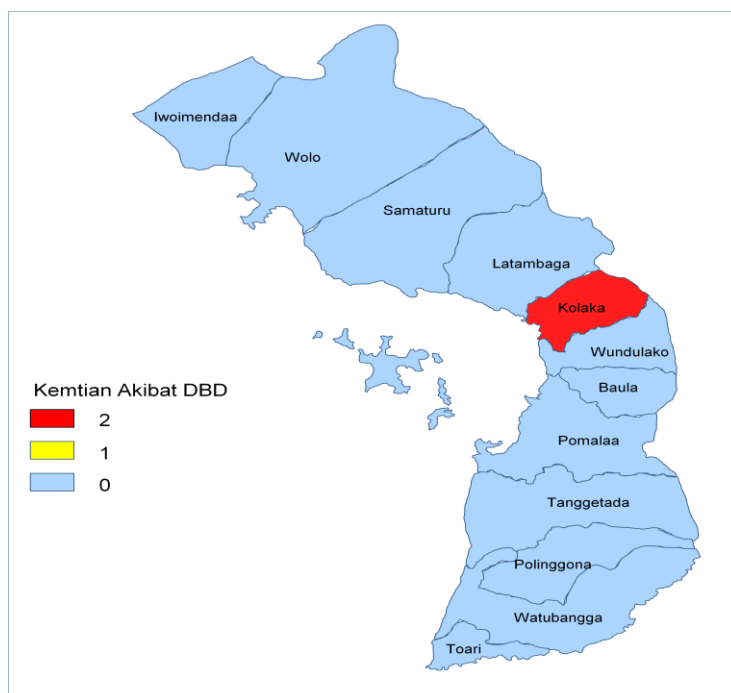 Iwoimendaa
Wolo
Samaturu
Latambaga
Kolaka
Wundulako
Baula
Pomalaa
Tanggetada
Polinggona
Watubangga
Toari
Kemtian Akibat DBD
2
1
0